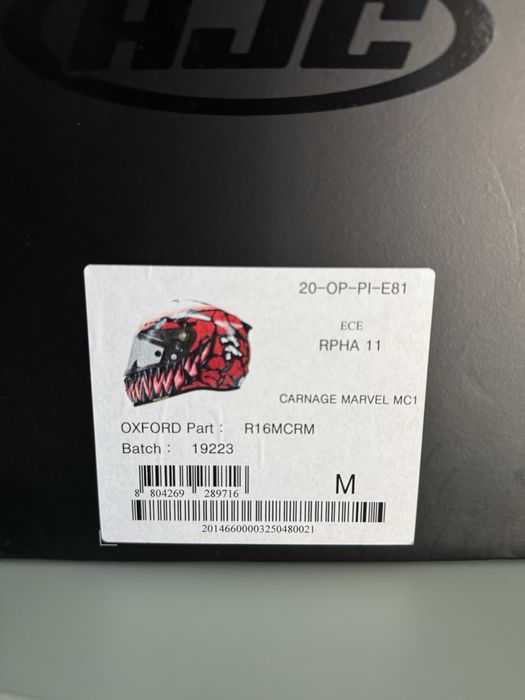 HJC
20-OP-PI-E81
ECE
RPHA 11
CARNAGE MARVEL MC1
OXFORD Part : R16MCRM
Batch : 19223
M
8 804269 289716
20146600003250480021